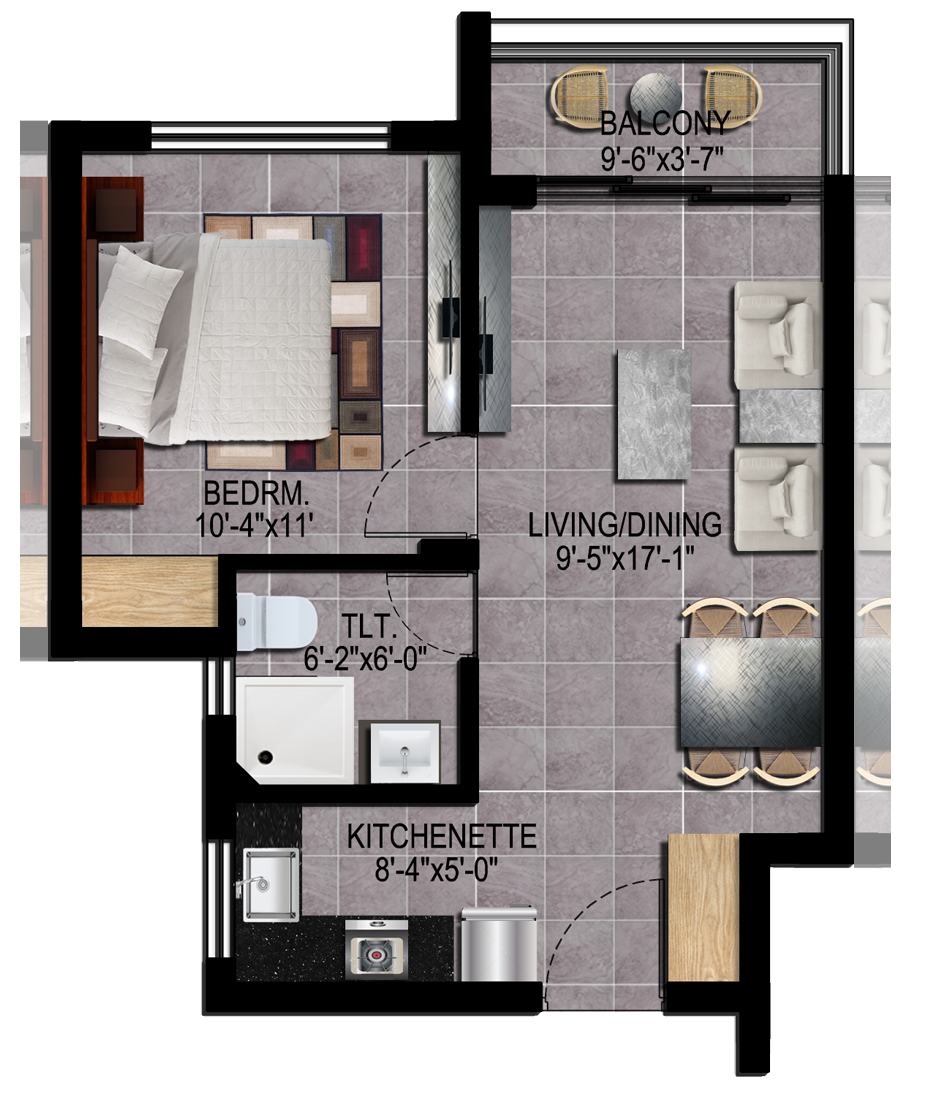 BALCONY
9'-6"x3'-7"
BEDRM.
10'-4"x11'
LIVING/DINING
9'-5"x17'-1"
TLT.
6'-2"x6'-0"
KITCHENETTE
8'-4"x5'-0"